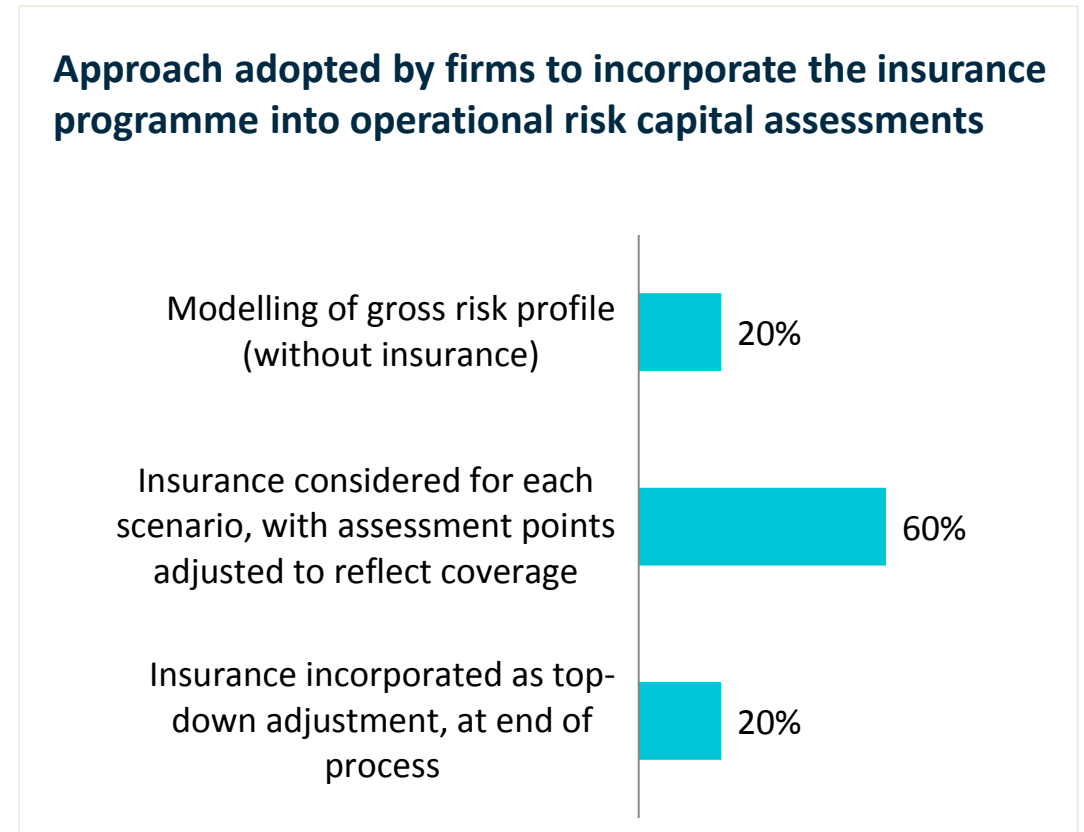 Approach adopted by firms to incorporate the insurance
programme into operational risk capital assessments
Modelling of gross risk profile
(without insurance)
20%
Insurance considered for each
scenario, with assessment points
adjusted to reflect coverage
60%
Insurance incorporated as top-
down adjustment, at end of
process
20%